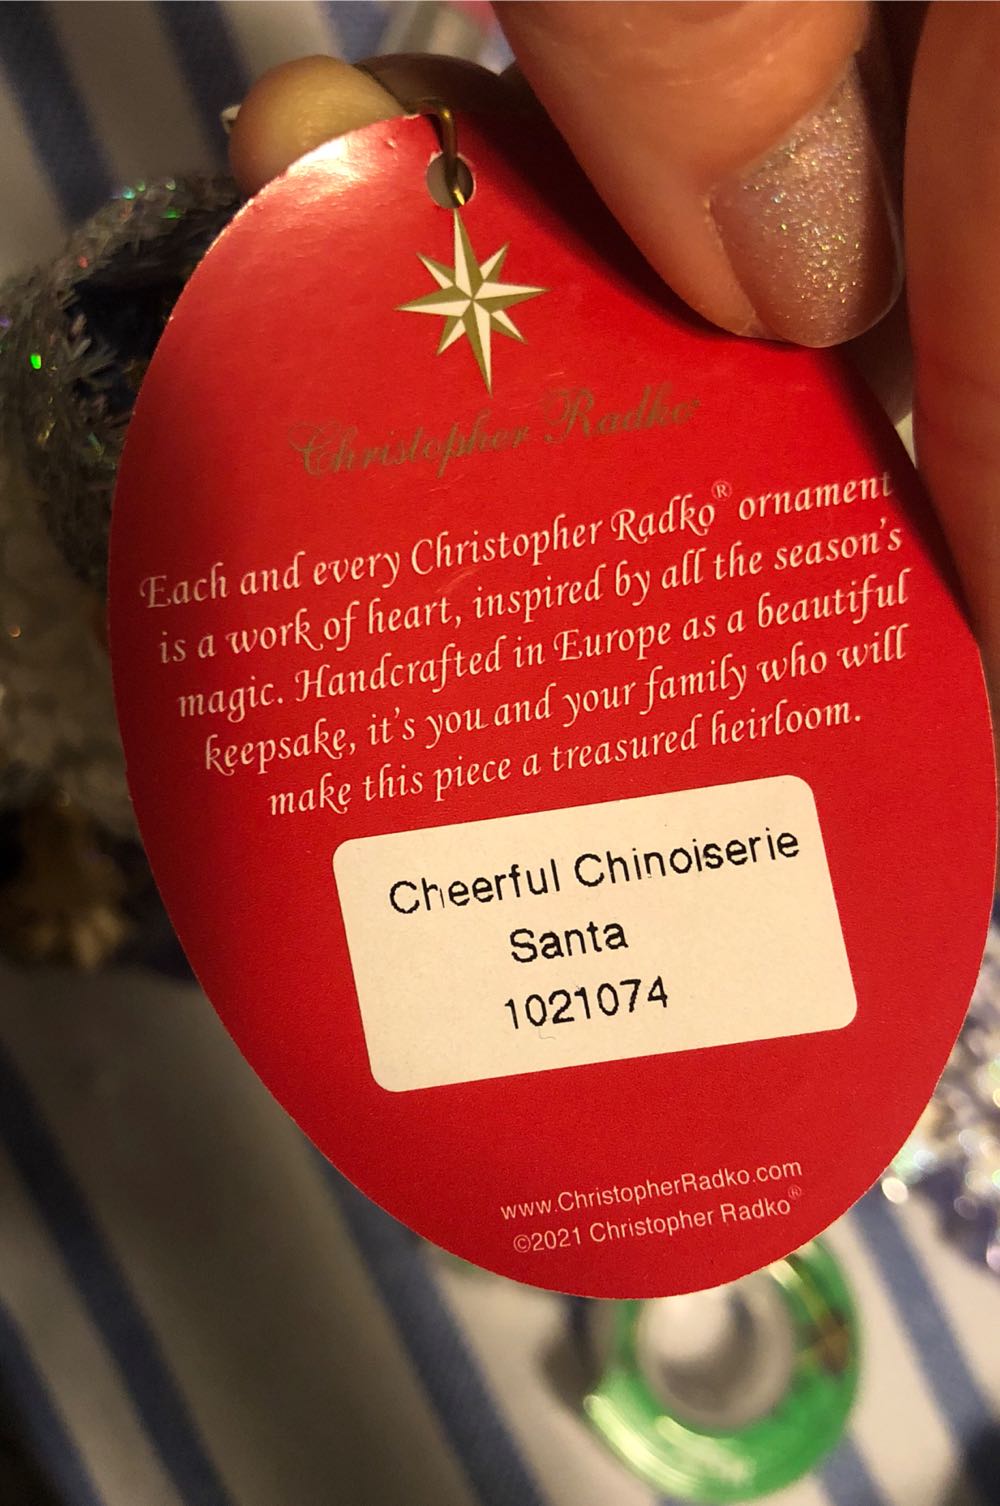 Christopher Radko®
Each and every Christopher Radko® ornament
is a work of heart, inspired by all the season's
magic. Handcrafted in Europe as a beautiful
keepsake, it's you and your family who will
make this piece a treasured heirloom.
Cheerful Chinoiserie
Santa
1021074
www.ChristopherRadko.com
©2021 Christopher Radko®